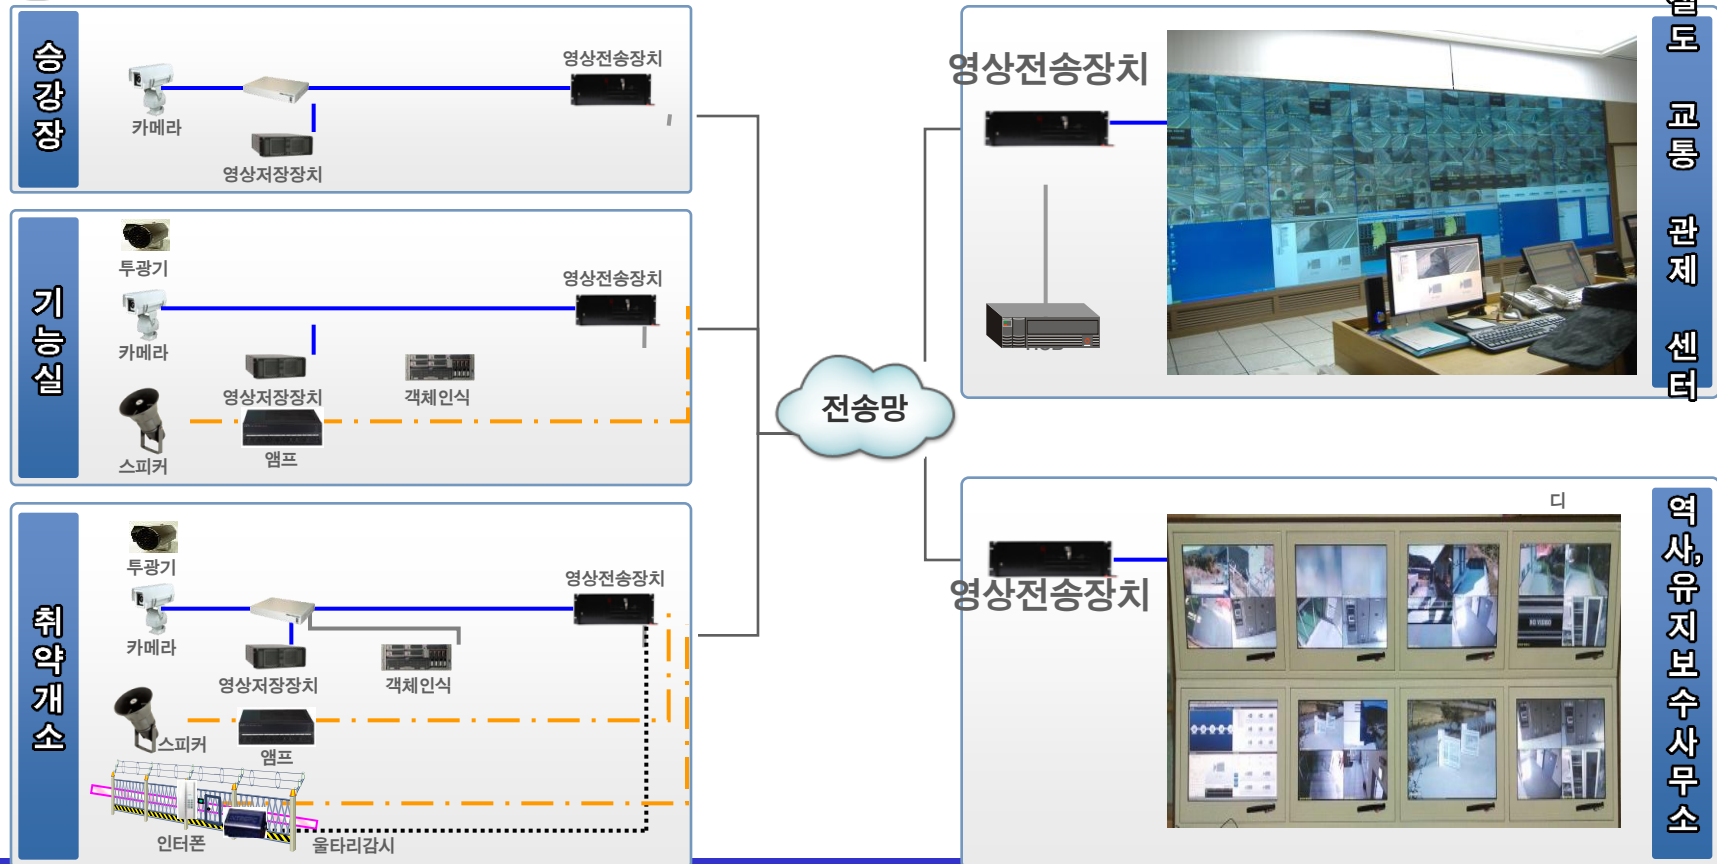 승강장
영상전송장치
카메라
영상저장장치
기능실
투광기
영상전송장치
카메라
영상저장장치
객체인식
스피커
앰프
취약개소
투광기
영상전송장치
카메라
영상저장장치
객체인식
스피커
앰프
인터폰
울타리감시
전송망
영상전송장치
도 교통 관제 센터
디
영상전송장치
역사,유지보수사무소
NO VIDEO